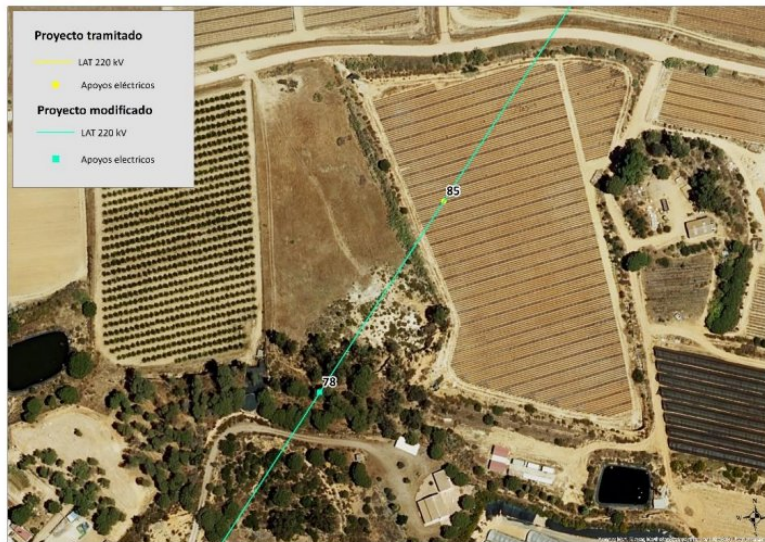 Proyecto tramitado
LAT 220 kV
Apoyos eléctricos
Proyecto modificado
LAT 220 kV
Apoyos electricos
85
78